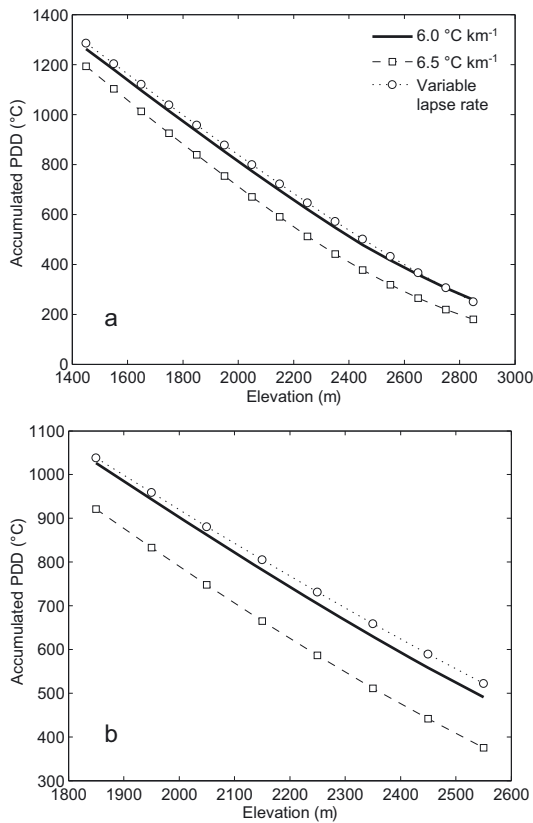 1400
1200
1000
800
600
400
200
0
Accumulated PDD (°C)
6.0 °C km-1
6.5 °C km-1
Variable
lapse rate
a
1400 1600 1800 2000 2200 2400 2600 2800 3000
Elevation (m)
1100
1000
900
800
700
600
500
400
300
Accumulated PDD (°C)
b
1800 1900 2000 2100 2200 2300 2400 2500 2600
Elevation (m)